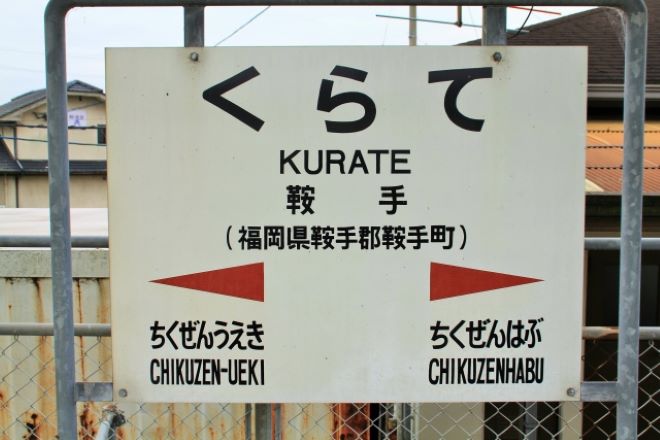 くらて
KURATE
鞍手
(福岡県鞍手郡鞍手町)
ちくぜんうえき
CHIKUZEN-UEKI
ちくぜんはぶ
CHIKUZENHABU